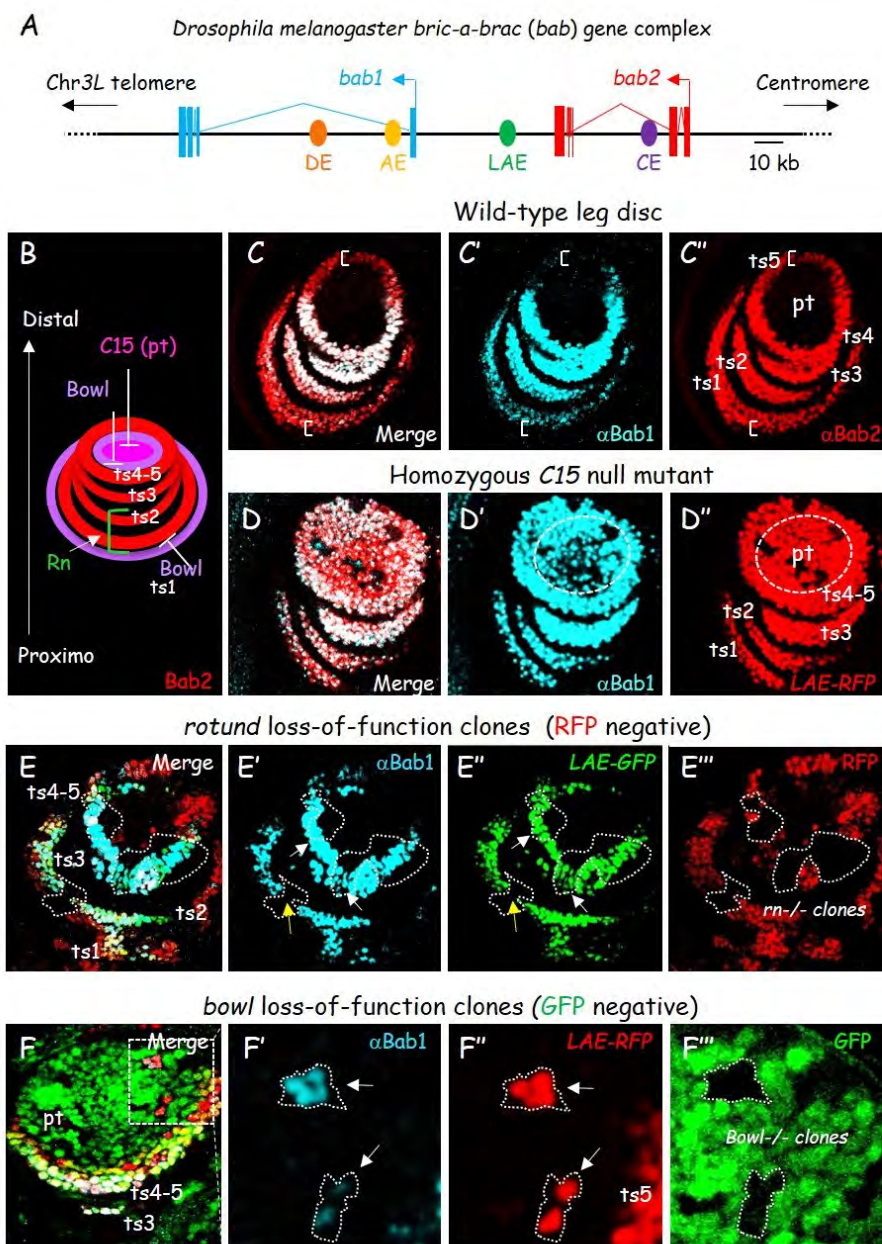 A
Drosophila melanogaster bric-a-brac (bab) gene complex
Chr3L telomere
bab1
bab2
Centromere
DE
AE
LAE
CE
10 kb
Wild-type leg disc
B
Distal
C15 (pt)
Bowl
ts4-5
ts3
ts2
Rn
Bowl
ts1
Proximo
Bab2
C
Merge
C'
αBab1
C"
ts5
pt
ts4
ts3
ts2
ts1
αBab2
Homozygous C15 null mutant
D
Merge
D'
αBab1
D"
pt
ts4-5
ts2
ts3
ts1
LAE-RFP
rotund loss-of-function clones (RFP negative)
E
Merge
ts4-5
ts3
ts2
ts1
E'
αBab1
E"
LAE-GFP
E'"
RFP
rn-/- clones
bowl loss-of-function clones (GFP negative)
F
Merge
pt
ts4-5
ts3
F'
αBab1
F"
LAE-RFP
ts5
F'"
GFP
Bowl-/- clones